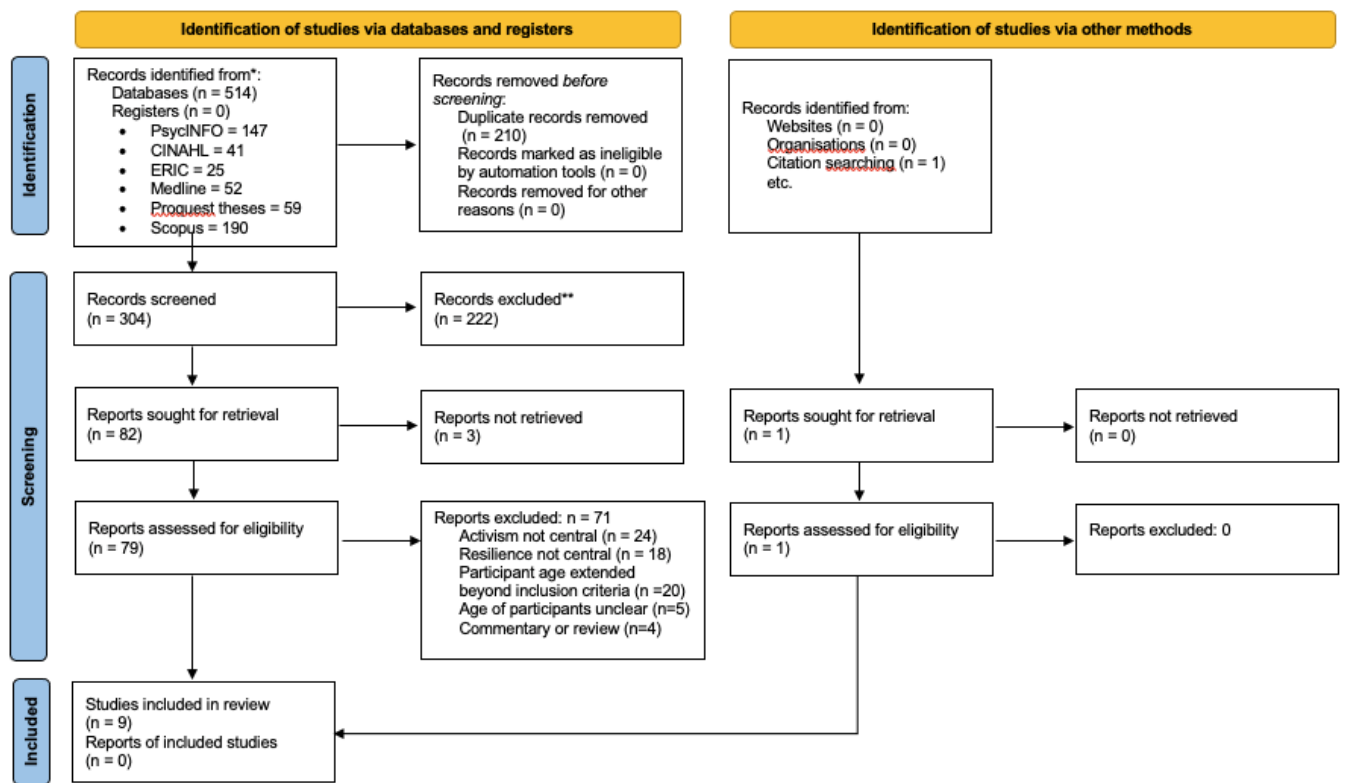 Identification of studies via databases and registers
Identification of studies via other methods
Identification
Records identified from*:
Databases (n = 514)
Registers (n = 0)
• PsycINFO = 147
• CINAHL = 41
• ERIC = 25
• Medline = 52
• Proquest theses = 59
• Scopus = 190
Records removed before
screening:
Duplicate records removed
(n = 210)
Records marked as ineligible
by automation tools (n = 0)
Records removed for other
reasons (n = 0)
Records identified from:
Websites (n = 0)
Organisations (n = 0)
Citation searching (n = 1)
etc.
Screening
Records screened
(n = 304)
Records excluded**
(n = 222)
Reports sought for retrieval
(n = 82)
Reports not retrieved
(n = 3)
Reports sought for retrieval
(n = 1)
Reports not retrieved
(n = 0)
Reports assessed for eligibility
(n = 79)
Reports excluded: n = 71
Activism not central (n = 24)
Resilience not central (n = 18)
Participant age extended
beyond inclusion criteria (n =20)
Age of participants unclear (n=5)
Commentary or review (n=4)
Reports assessed for eligibility
(n = 1)
Reports excluded: 0
Included
Studies included in review
(n = 9)
Reports of included studies
(n = 0)